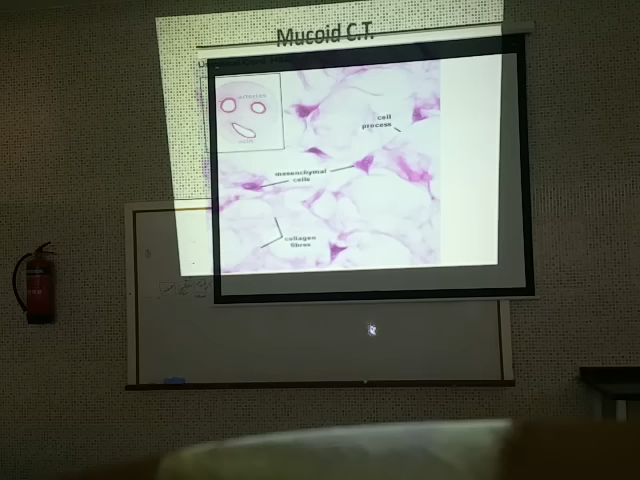 Mucoid C.T.
arteries
vein
cell
process
mesenchymal
cells
collagen
fibres